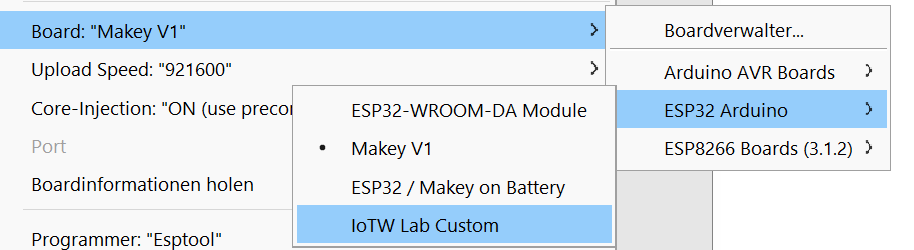 Board: "Makey V1"
Upload Speed: "921600"
Core-Injection: "ON (use precor
Port
Boardinformationen holen
Programmer: "Esptool"
ESP32-WROOM-DA Module
Makey V1
ESP32 / Makey on Battery
IoTW Lab Custom
Boardverwalter...
Arduino AVR Boards
ESP32 Arduino
ESP8266 Boards (3.1.2)